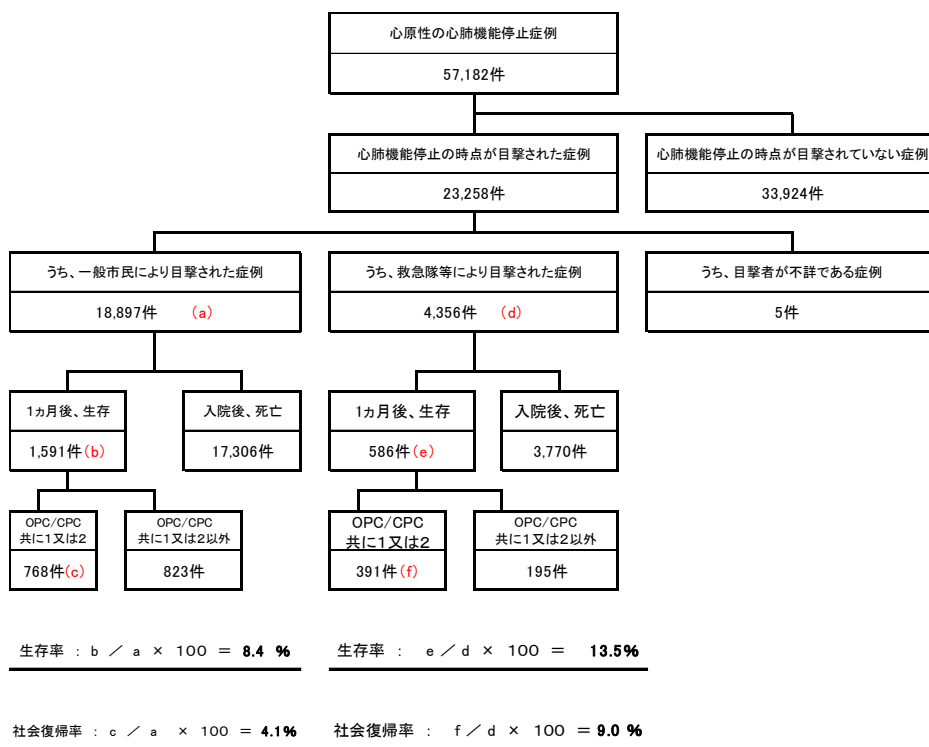 心原性の心肺機能停止症例
57,182件
心肺機能停止の時点が目撃された症例
心肺機能停止の時点が目撃されていない症例
23,258件
33,924件
うち、一般市民により目撃された症例
うち、救急隊等により目撃された症例
うち、目撃者が不詳である症例
18,897件 (a)
4,356件 (d)
5件
1ヵ月後、生存
入院後、死亡
1ヵ月後、生存
入院後、死亡
1,591件(b)
17,306件
586件(e)
3,770件
OPC/CPC
共に1又は2
OPC/CPC
共に1又は2以外
OPC/CPC
共に1又は2
OPC/CPC
共に1又は2以外
768件(c)
823件
391件(f)
195件
生存率 : b / a × 100 = 8.4 %
生存率 : e / d × 100 = 13.5%
社会復帰率 : c / a × 100 = 4.1%
社会復帰率 : f / d × 100 = 9.0 %